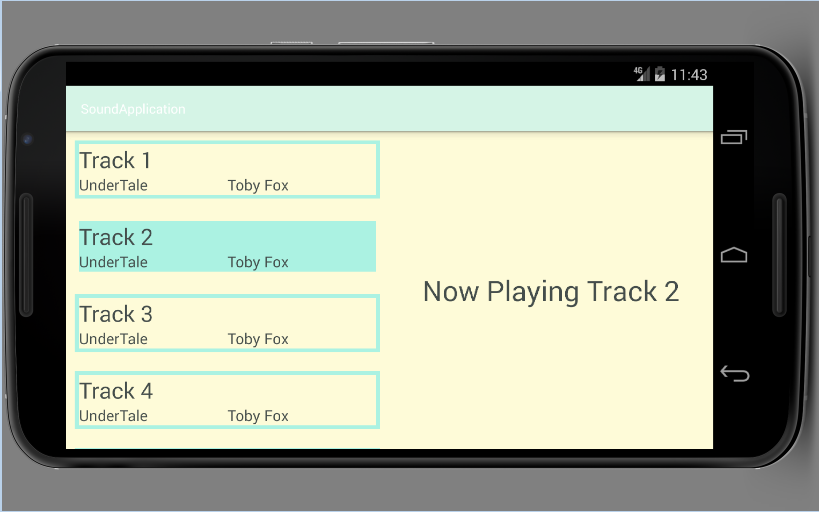 4G 11:43
SoundApplication
Track 1
UnderTale Toby Fox
Track 2
UnderTale Toby Fox
Track 3
UnderTale Toby Fox
Track 4
UnderTale Toby Fox
Now Playing Track 2